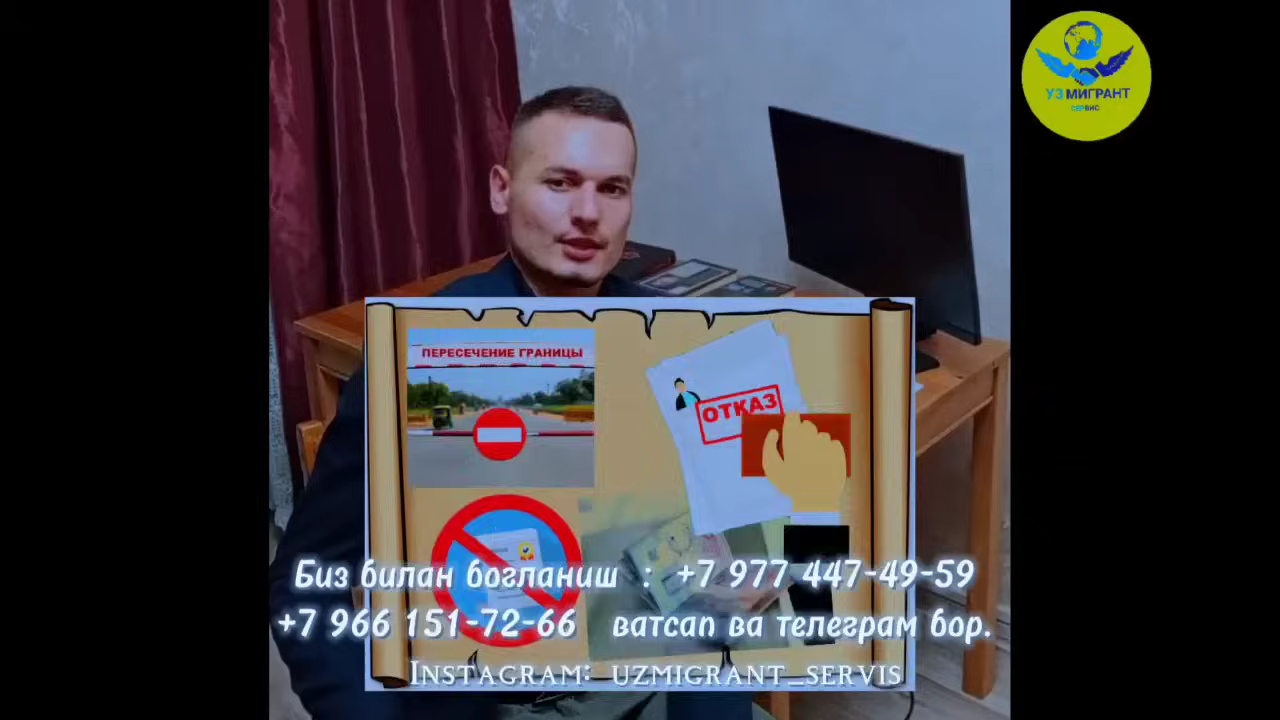 УЗ МИГРАНТ
СЕРВИС
ПЕРЕСЕЧЕНИЕ ГРАНИЦЫ
ОТКАЗ
Биз билан богланиш : +7 977 447-49-59
+7 966 151-72-66 ватсап ва телеграм бор.
INSTAGRAM: UZMIGRANT_SERVIS